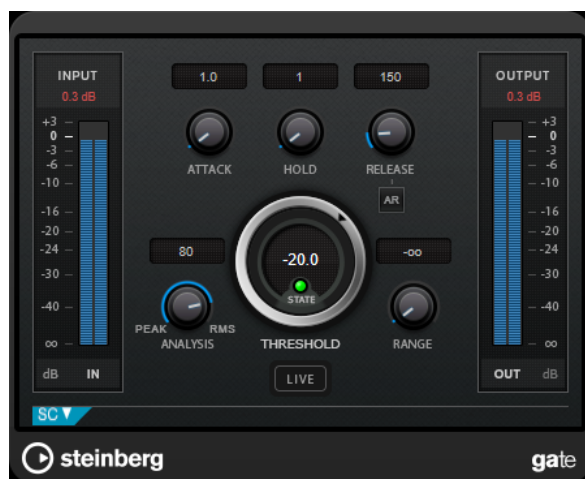 INPUT
0.3 dB
1.0
1
150
OUTPUT
0.3 dB
+3
0
-3
-6
-10
-16
-20
-24
-30
-40
∞
dB IN
ATTACK
HOLD
RELEASE
AR
80
-20.0
STATE
-∞
PEAK
RMS
ANALYSIS
THRESHOLD
RANGE
LIVE
+3
0
-3
-6
-10
-16
-20
-24
-30
-40
∞
OUT dB
SC
steinberg
gate